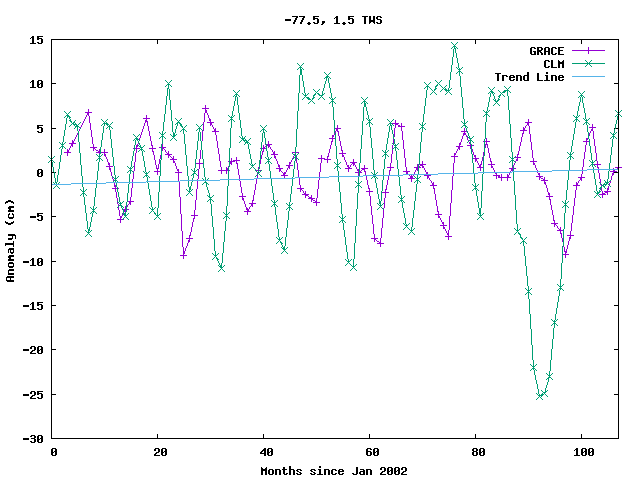 -77.5, 1.5 TWS
GRACE
CLM
Trend Line
15
10
5
0
-5
-10
-15
-20
-25
-30
Anomaly (cm)
0 20 40 60 80 100
Months since Jan 2002